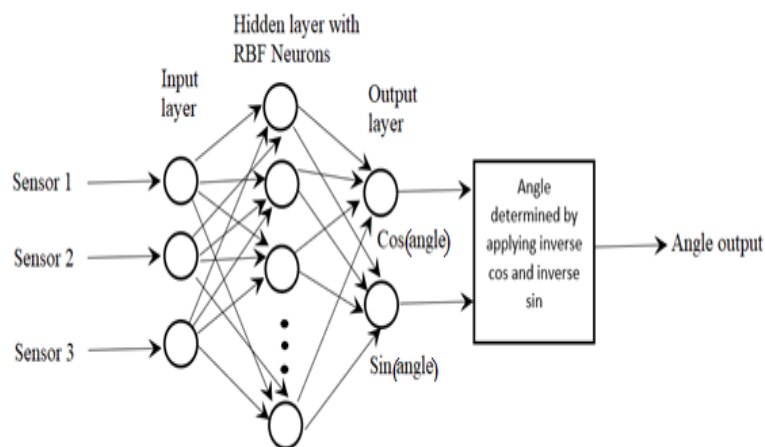 Hidden layer with
RBF Neurons
Input
layer
Output
layer
Sensor 1
Sensor 2
Sensor 3
Cos(angle)
Sin(angle)
Angle
determined by
applying inverse
cos and inverse
sin
Angle output